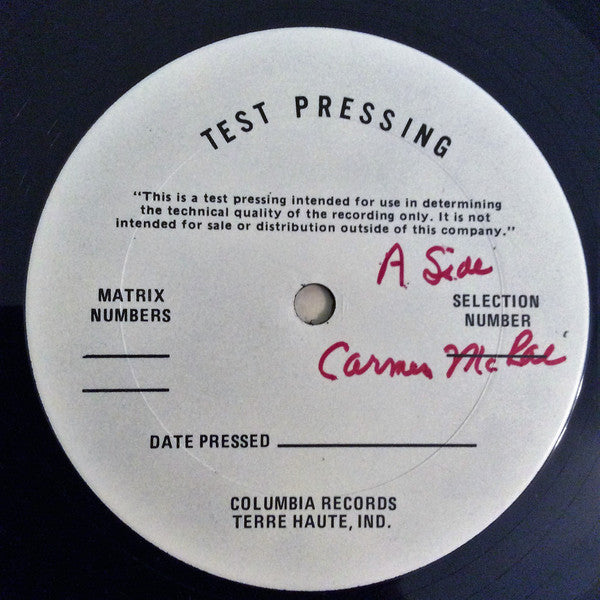 TEST PRESSING
"This is a test pressing intended for use in determining
the technical quality of the recording only. It is not
intended for sale or distribution outside of this company."
A Side
MATRIX
NUMBERS
SELECTION
NUMBER
Carmen McRae
DATE PRESSED
COLUMBIA RECORDS
TERRE HAUTE, IND.